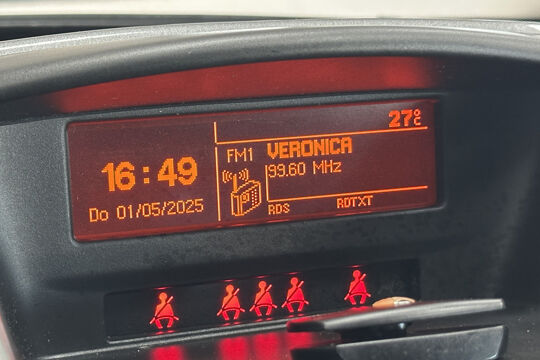 27°C
FM1 VERONICA
16:49
99.60 MHz
Do 01/05/2025
RDS RDTXT